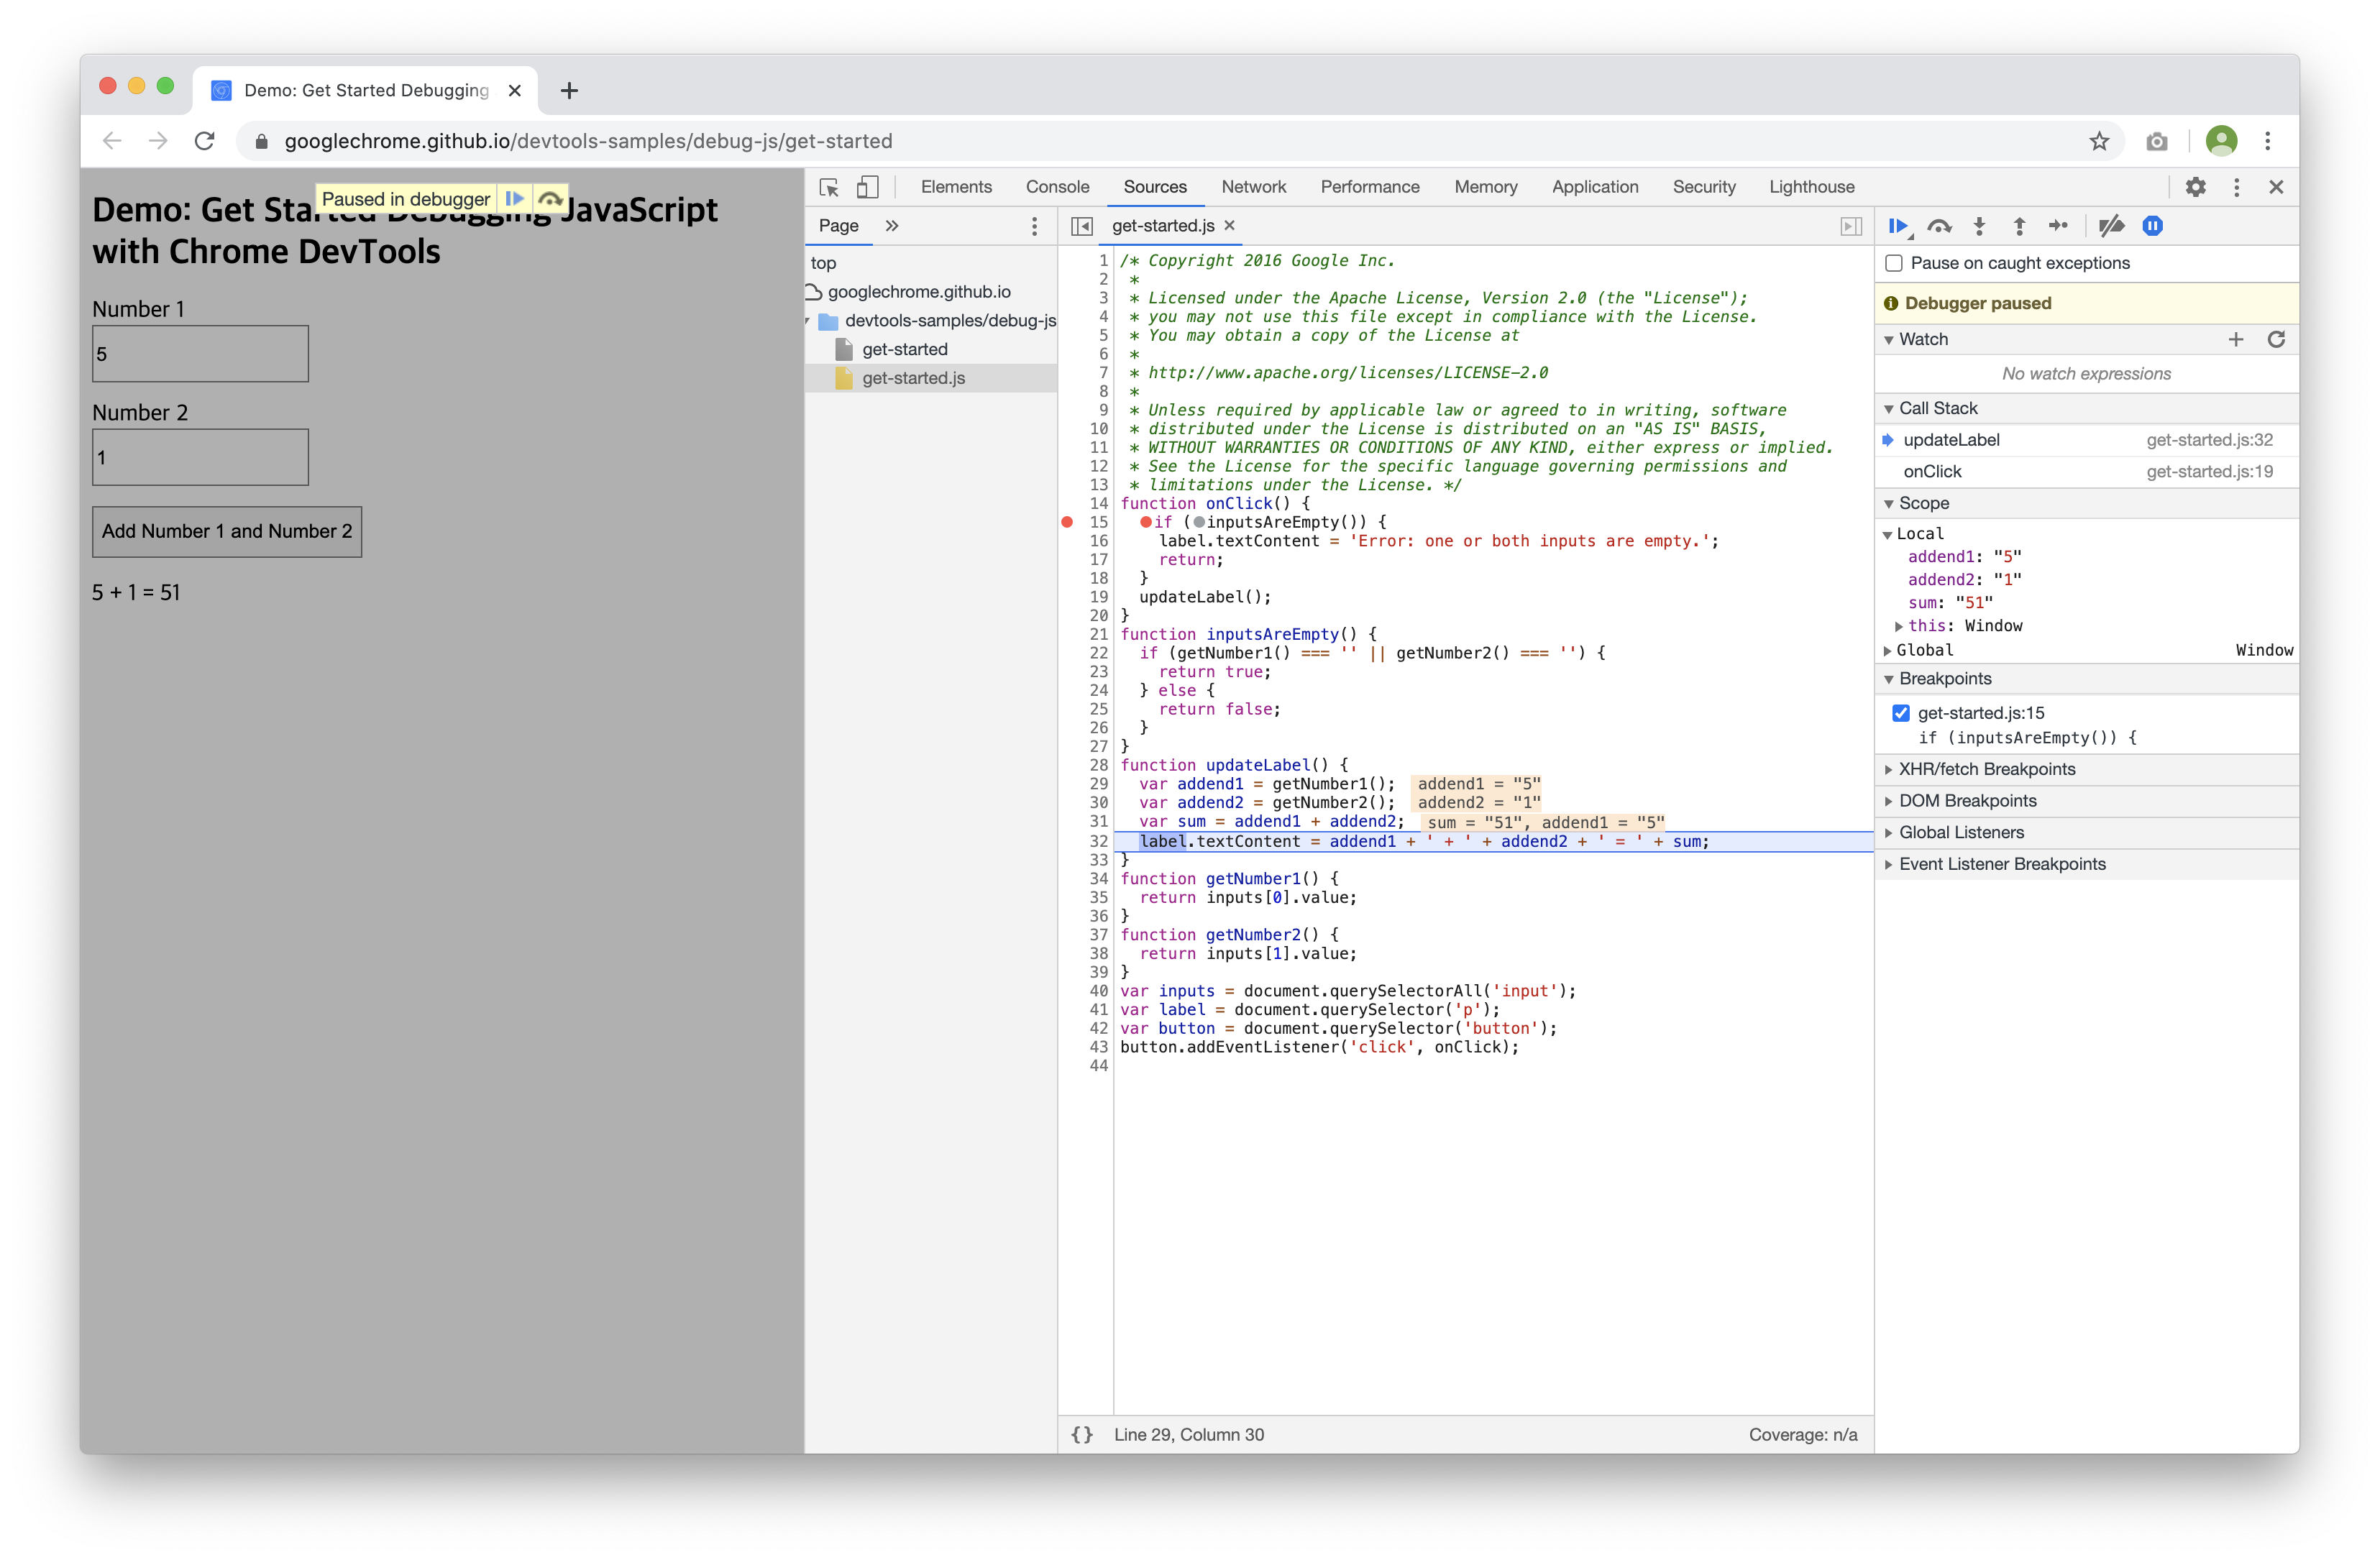 Demo: Get Started Debugging
googlechrome.github.io/devtools-samples/debug-js/get-started
Paused in debugger
Demo: Get Started Debugging JavaScript
with Chrome DevTools
Number 1
5
Number 2
1
Add Number 1 and Number 2
5 + 1 = 51
Elements Console Sources Network Performance Memory Application Security Lighthouse
Page
top
googlechrome.github.io
devtools-samples/debug-js
get-started
get-started.js
get-started.js
1 /* Copyright 2016 Google Inc.
2  *
3  * Licensed under the Apache License, Version 2.0 (the "License");
4  * you may not use this file except in compliance with the License.
5  * You may obtain a copy of the License at
6  *
7  * http://www.apache.org/licenses/LICENSE-2.0
8  *
9  * Unless required by applicable law or agreed to in writing, software
10  * distributed under the License is distributed on an "AS IS" BASIS,
11  * WITHOUT WARRANTIES OR CONDITIONS OF ANY KIND, either express or implied.
12  * See the License for the specific language governing permissions and
13  * limitations under the License. */
14 function onClick() {
15   if (inputsAreEmpty()) {
16     label.textContent = 'Error: one or both inputs are empty.';
17     return;
18   }
19   updateLabel();
20 }
21 function inputsAreEmpty() {
22   if (getNumber1() === '' || getNumber2() === '') {
23     return true;
24   } else {
25     return false;
26   }
27 }
28 function updateLabel() {
29   var addend1 = getNumber1(); addend1 = "5"
30   var addend2 = getNumber2(); addend2 = "1"
31   var sum = addend1 + addend2; sum = "51", addend1 = "5"
32   label.textContent = addend1 + ' + ' + addend2 + ' = ' + sum;
33 }
34 function getNumber1() {
35   return inputs[0].value;
36 }
37 function getNumber2() {
38   return inputs[1].value;
39 }
40 var inputs = document.querySelectorAll('input');
41 var label = document.querySelector('p');
42 var button = document.querySelector('button');
43 button.addEventListener('click', onClick);
44
{} Line 29, Column 30 Coverage: n/a
Pause on caught exceptions
Debugger paused
Watch
No watch expressions
Call Stack
updateLabel get-started.js:32
onClick get-started.js:19
Scope
Local
addend1: "5"
addend2: "1"
sum: "51"
this: Window
Global Window
Breakpoints
get-started.js:15
if (inputsAreEmpty()) {
XHR/fetch Breakpoints
DOM Breakpoints
Global Listeners
Event Listener Breakpoints